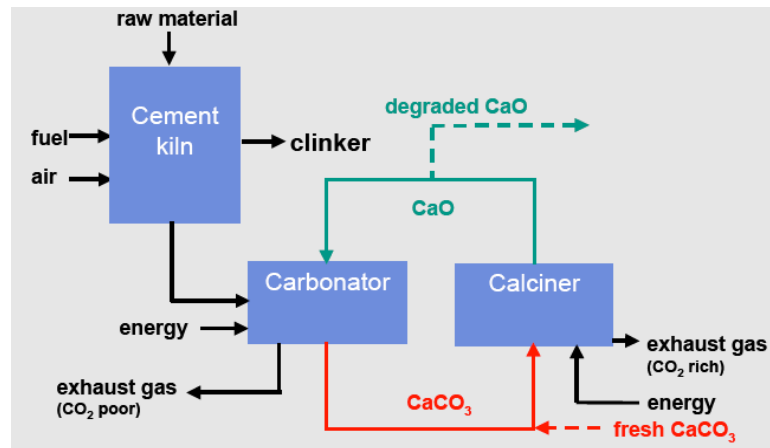 raw material
Cement
kiln
fuel
air
clinker
degraded CaO
CaO
Carbonator
Calciner
energy
exhaust gas
(CO₂ poor)
exhaust gas
(CO₂ rich)
CaCO₃
energy
fresh CaCO₃